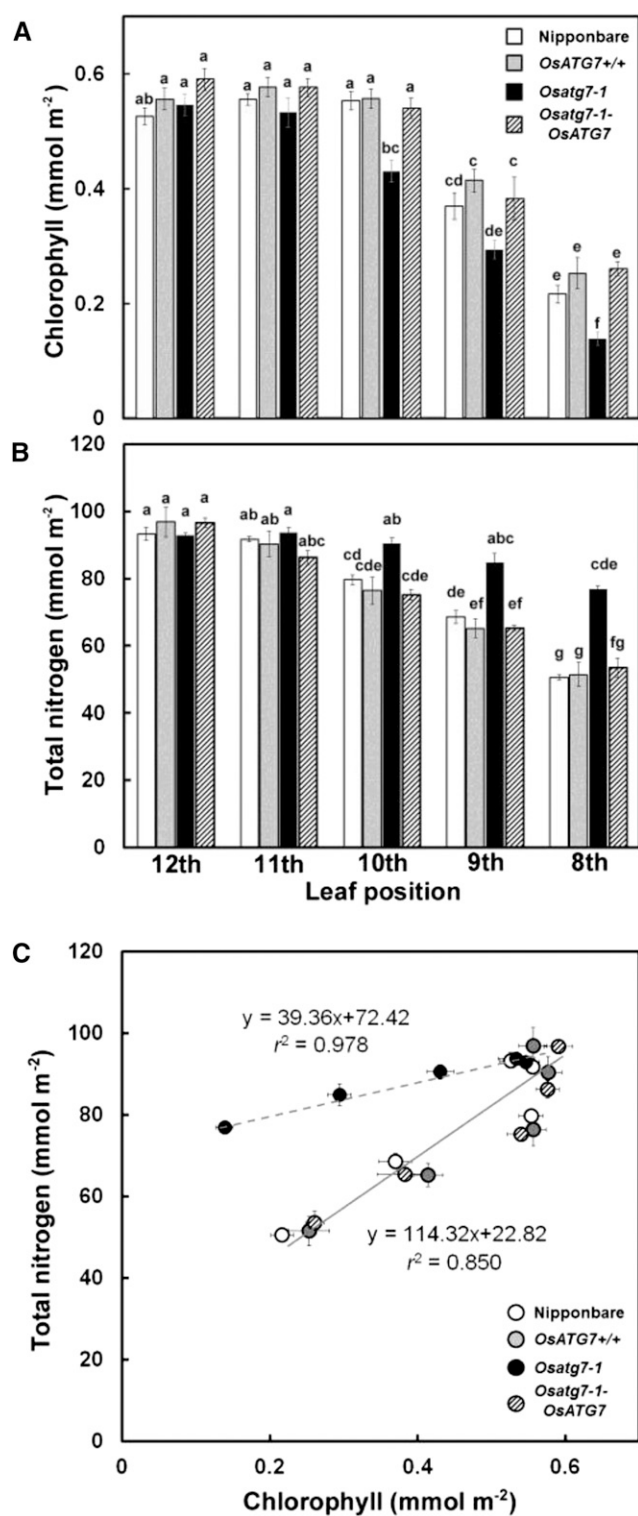 A
Chlorophyll (mmol m⁻²)
0.6
0.4
0.2
0
ab a a a
a a a a
a a bc a
cd c de c
e e f e
Nipponbare
OsATG7+/+
Osatg7-1
Osatg7-1-
OsATG7
B
Total nitrogen (mmol m⁻²)
120
100
80
60
40
20
0
a a a a
ab ab a abc
cd cde ab cde
de ef abc ef
g g cde fg
12th 11th 10th 9th 8th
Leaf position
C
Total nitrogen (mmol m⁻²)
120
100
80
60
40
20
0
y = 39.36x+72.42
r² = 0.978
y = 114.32x+22.82
r² = 0.850
Nipponbare
OsATG7+/+
Osatg7-1
Osatg7-1-
OsATG7
0 0.2 0.4 0.6
Chlorophyll (mmol m⁻²)